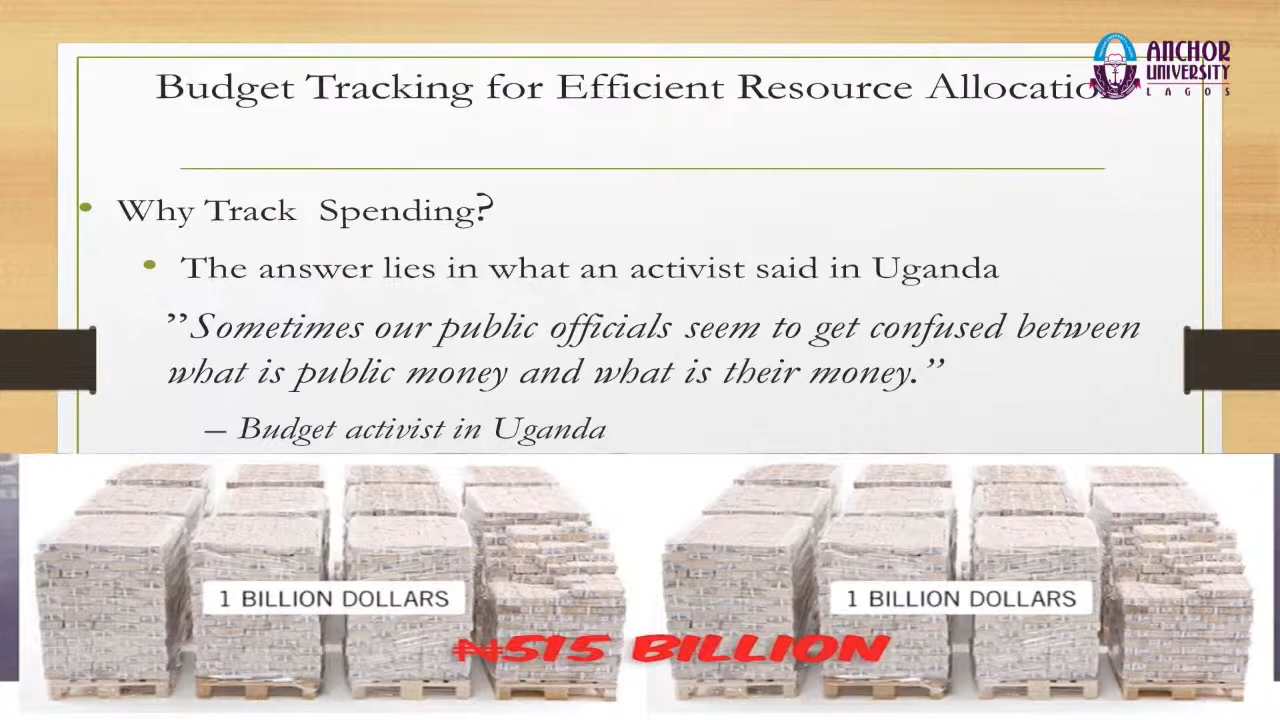 ANCHOR
UNIVERSITY
LAGOS
Budget Tracking for Efficient Resource Allocation
• Why Track Spending?
• The answer lies in what an activist said in Uganda
”Sometimes our public officials seem to get confused between
what is public money and what is their money.”
– Budget activist in Uganda
1 BILLION DOLLARS
1 BILLION DOLLARS
₦515 BILLION